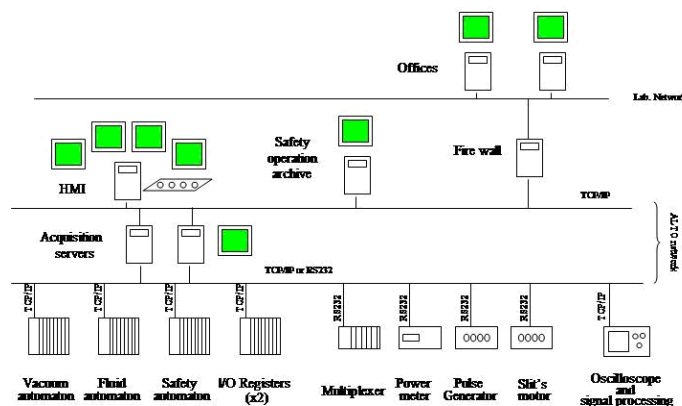 Offices
Lab. Network
Safety
operation
archive
Fire wall
HMI
TCP/IP
Acquisition
servers
ALTO network
TCP/IP or RS232
TCP/IP
TCP/IP
TCP/IP
TCP/IP
RS232
RS232
RS232
RS232
TCP/IP
Vacuum
automaton
Fluid
automaton
Safety
automaton
I/O Registers
(x2)
Multiplexer
Power
meter
Pulse
Generator
Slit's
motor
Oscilloscope
and
signal processing